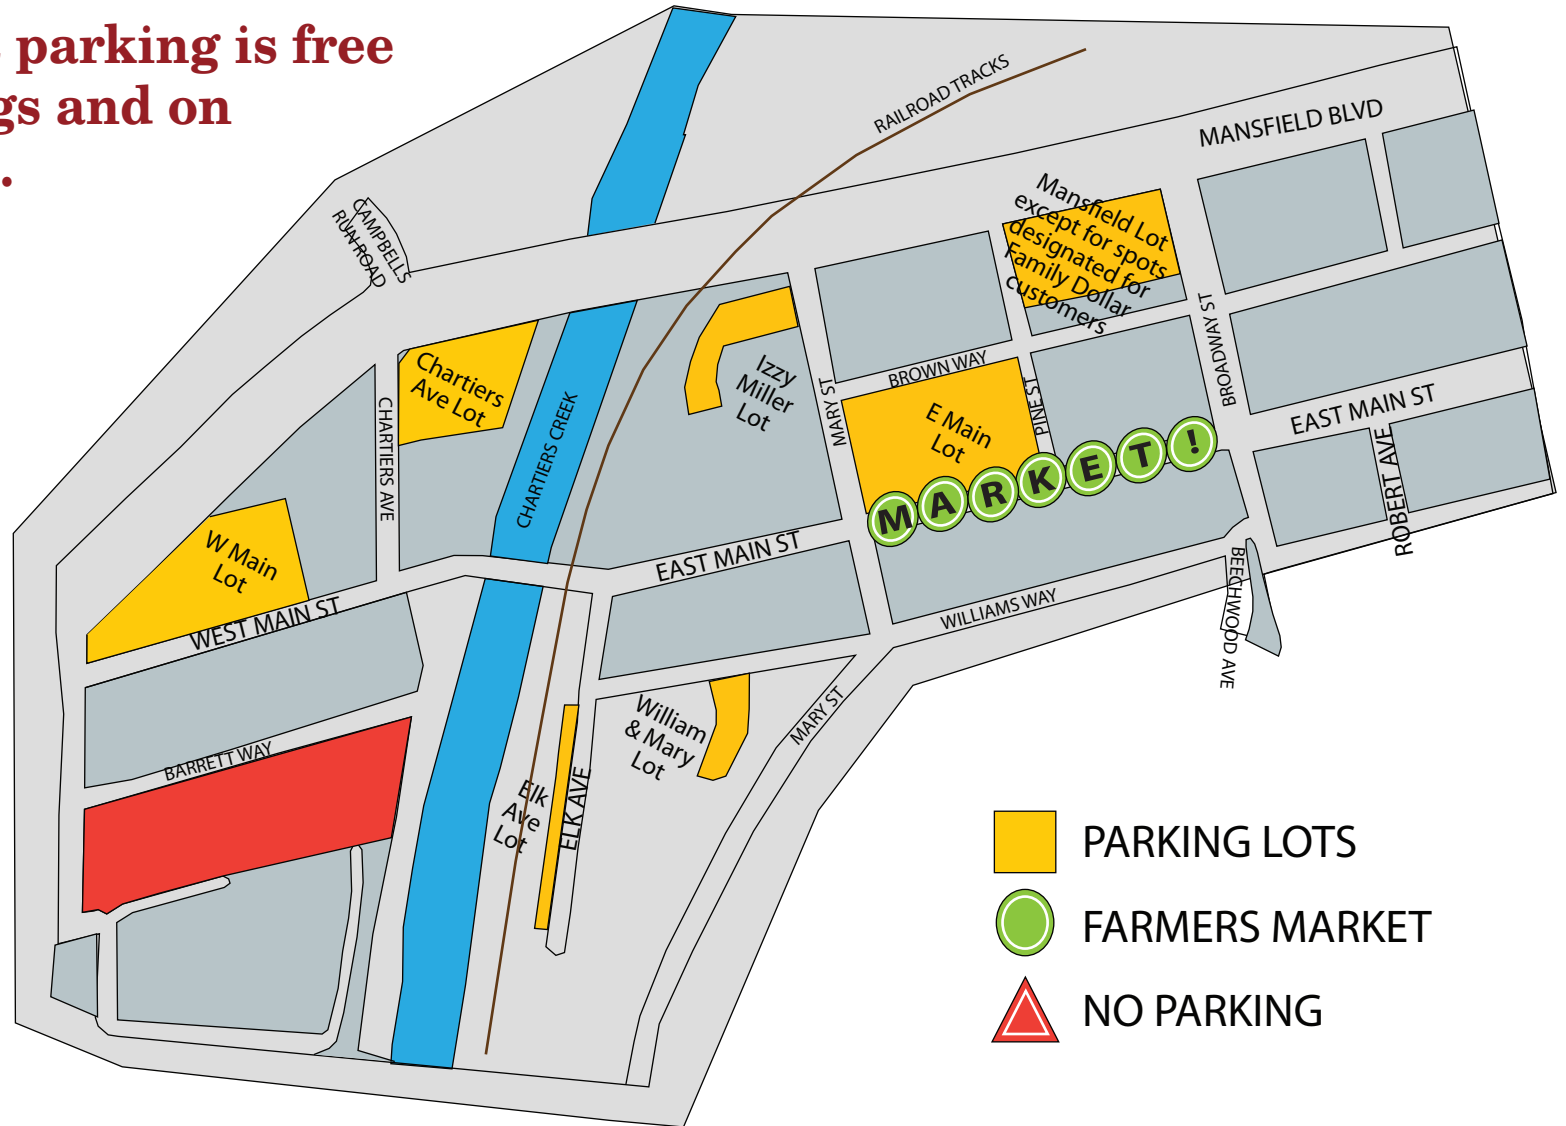 parking is free
and on
RAILROAD TRACKS
MANSFIELD BLVD
CAMPBELLS
RUN ROAD
Mansfield Lot
except for spots
designated for
Family Dollar
customers
Chartiers
Ave Lot
CHARTIERS AVE
CHARTIERS CREEK
Izzy
Miller
Lot
MARY ST
BROWN WAY
E Main
Lot
PINE ST
BROADWAY ST
EAST MAIN ST
ROBERT AVE
MARKET!
W Main
Lot
WEST MAIN ST
EAST MAIN ST
WILLIAMS WAY
BEECHWOOD AVE
BARRETT WAY
William
& Mary
Lot
MARY ST
Elk
Ave
Lot
ELK AVE
PARKING LOTS
FARMERS MARKET
NO PARKING